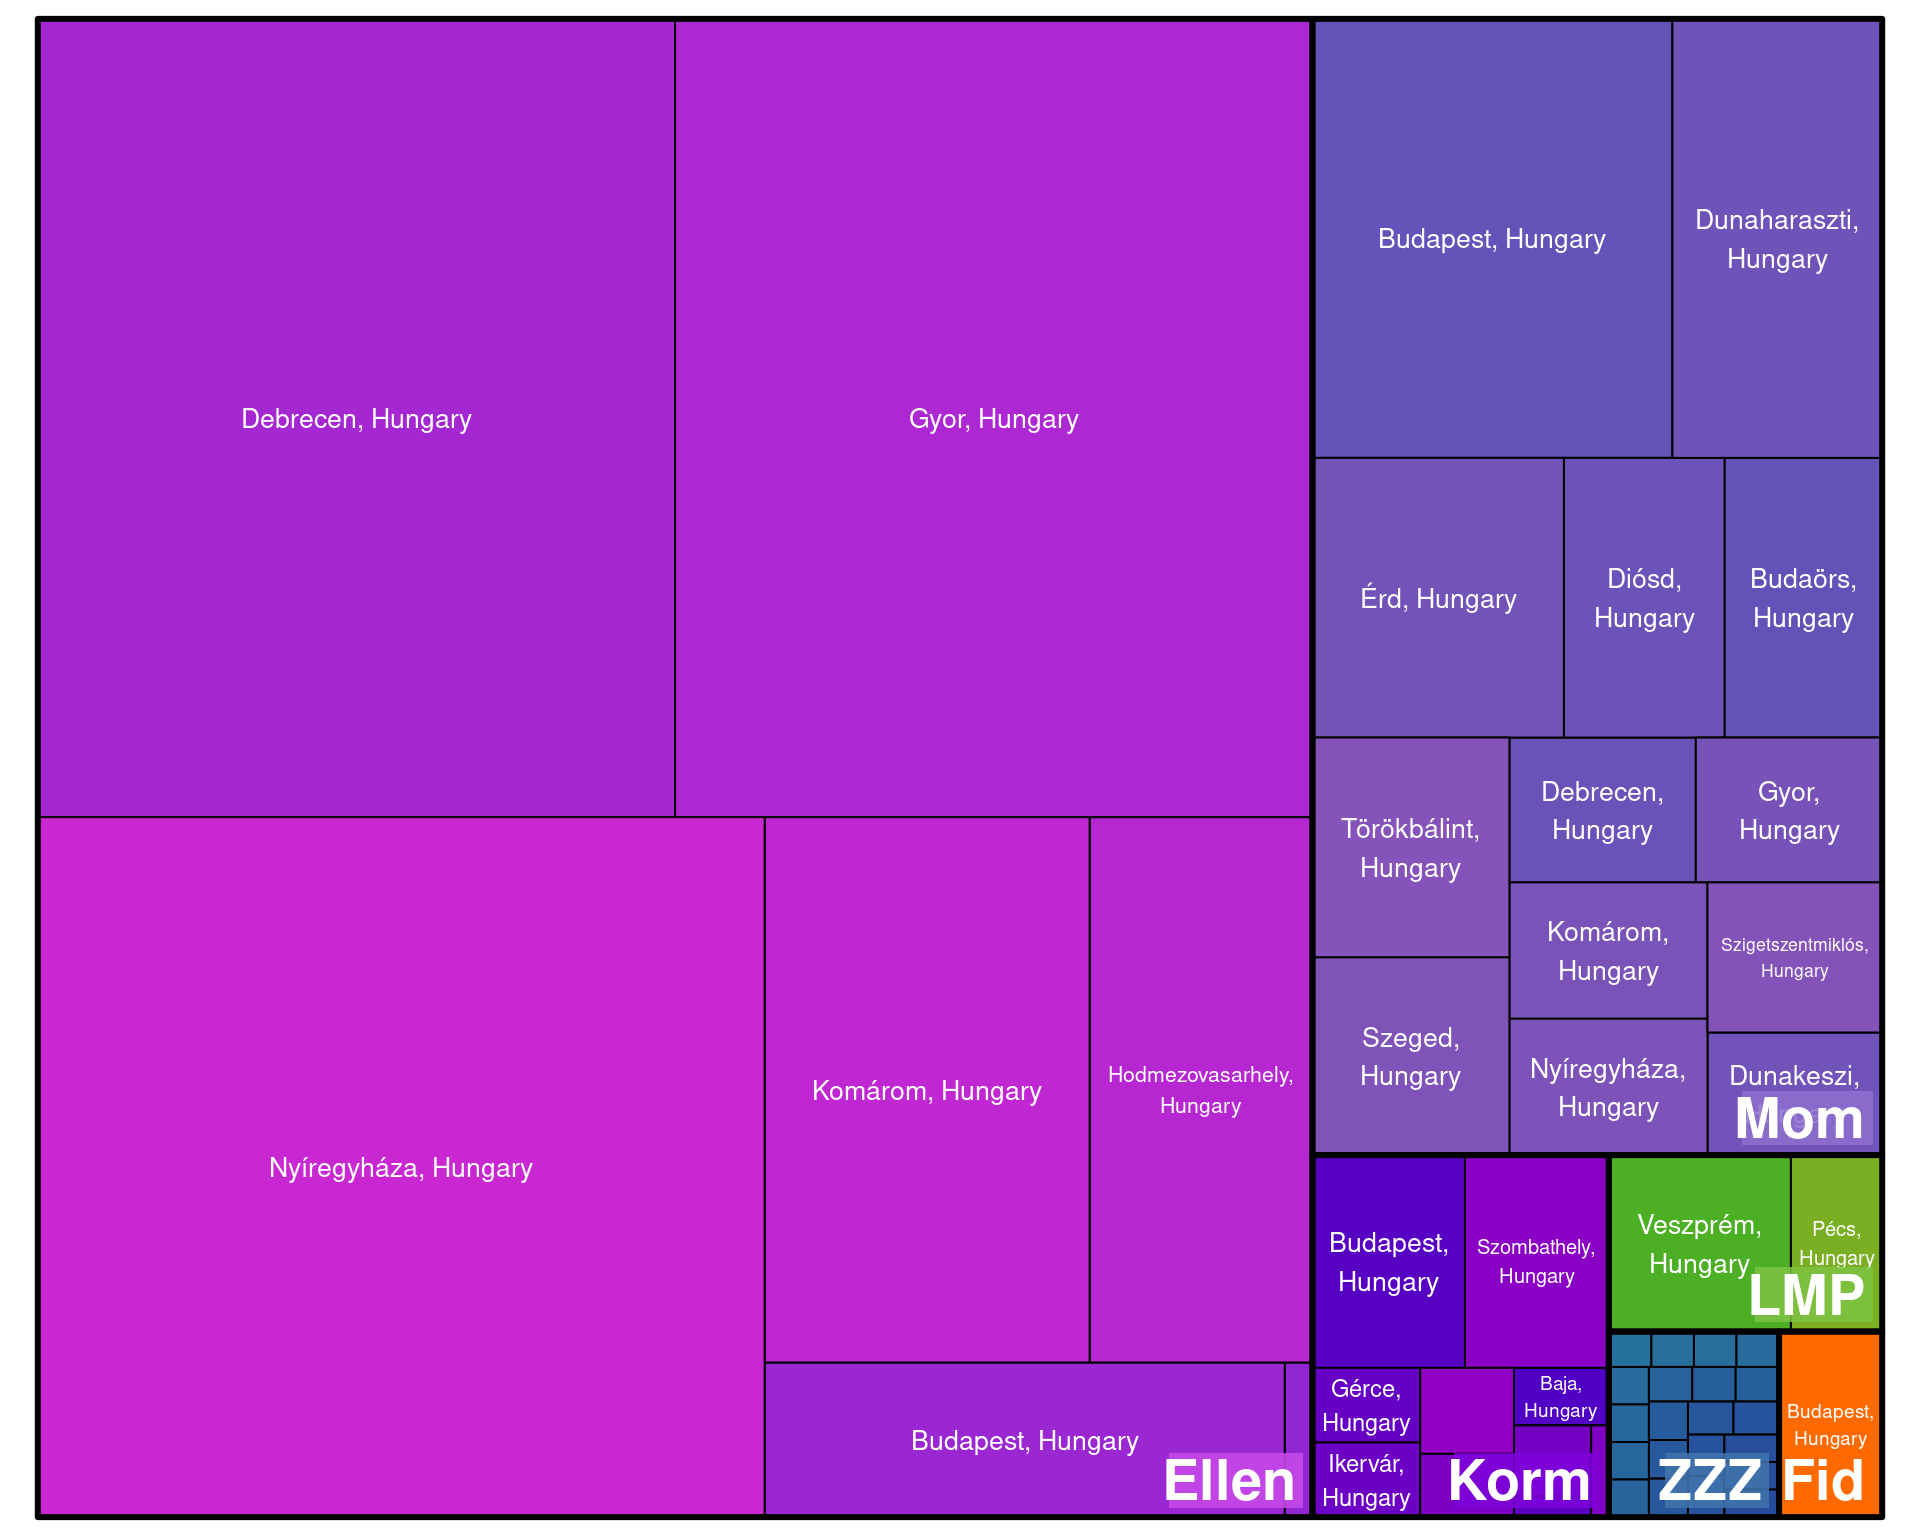 Debrecen, Hungary
Gyor, Hungary
Nyíregyháza, Hungary
Komárom, Hungary
Hodmezovasarhely,
Hungary
Budapest, Hungary
Ellen
Budapest, Hungary
Dunaharaszti,
Hungary
Érd, Hungary
Diósd,
Hungary
Budaörs,
Hungary
Törökbálint,
Hungary
Debrecen,
Hungary
Gyor,
Hungary
Szeged,
Hungary
Komárom,
Hungary
Szigetszentmiklós,
Hungary
Nyíregyháza,
Hungary
Dunakeszi,
Mom
Budapest,
Hungary
Szombathely,
Hungary
Gérce,
Hungary
Baja,
Hungary
Ikervár,
Hungary
Korm
Veszprém,
Hungary
Pécs,
Hungary
LMP
ZZZ
Budapest,
Hungary
Fid